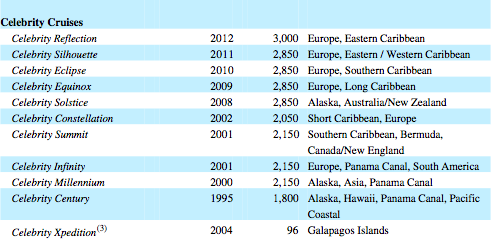 Celebrity Cruises
Celebrity Reflection 2012 3,000 Europe, Eastern Caribbean
Celebrity Silhouette 2011 2,850 Europe, Eastern / Western Caribbean
Celebrity Eclipse 2010 2,850 Europe, Southern Caribbean
Celebrity Equinox 2009 2,850 Europe, Long Caribbean
Celebrity Solstice 2008 2,850 Alaska, Australia/New Zealand
Celebrity Constellation 2002 2,050 Short Caribbean, Europe
Celebrity Summit 2001 2,150 Southern Caribbean, Bermuda,
Canada/New England
Celebrity Infinity 2001 2,150 Europe, Panama Canal, South America
Celebrity Millennium 2000 2,150 Alaska, Asia, Panama Canal
Celebrity Century 1995 1,800 Alaska, Hawaii, Panama Canal, Pacific
Coastal
Celebrity Xpedition(3) 2004 96 Galapagos Islands